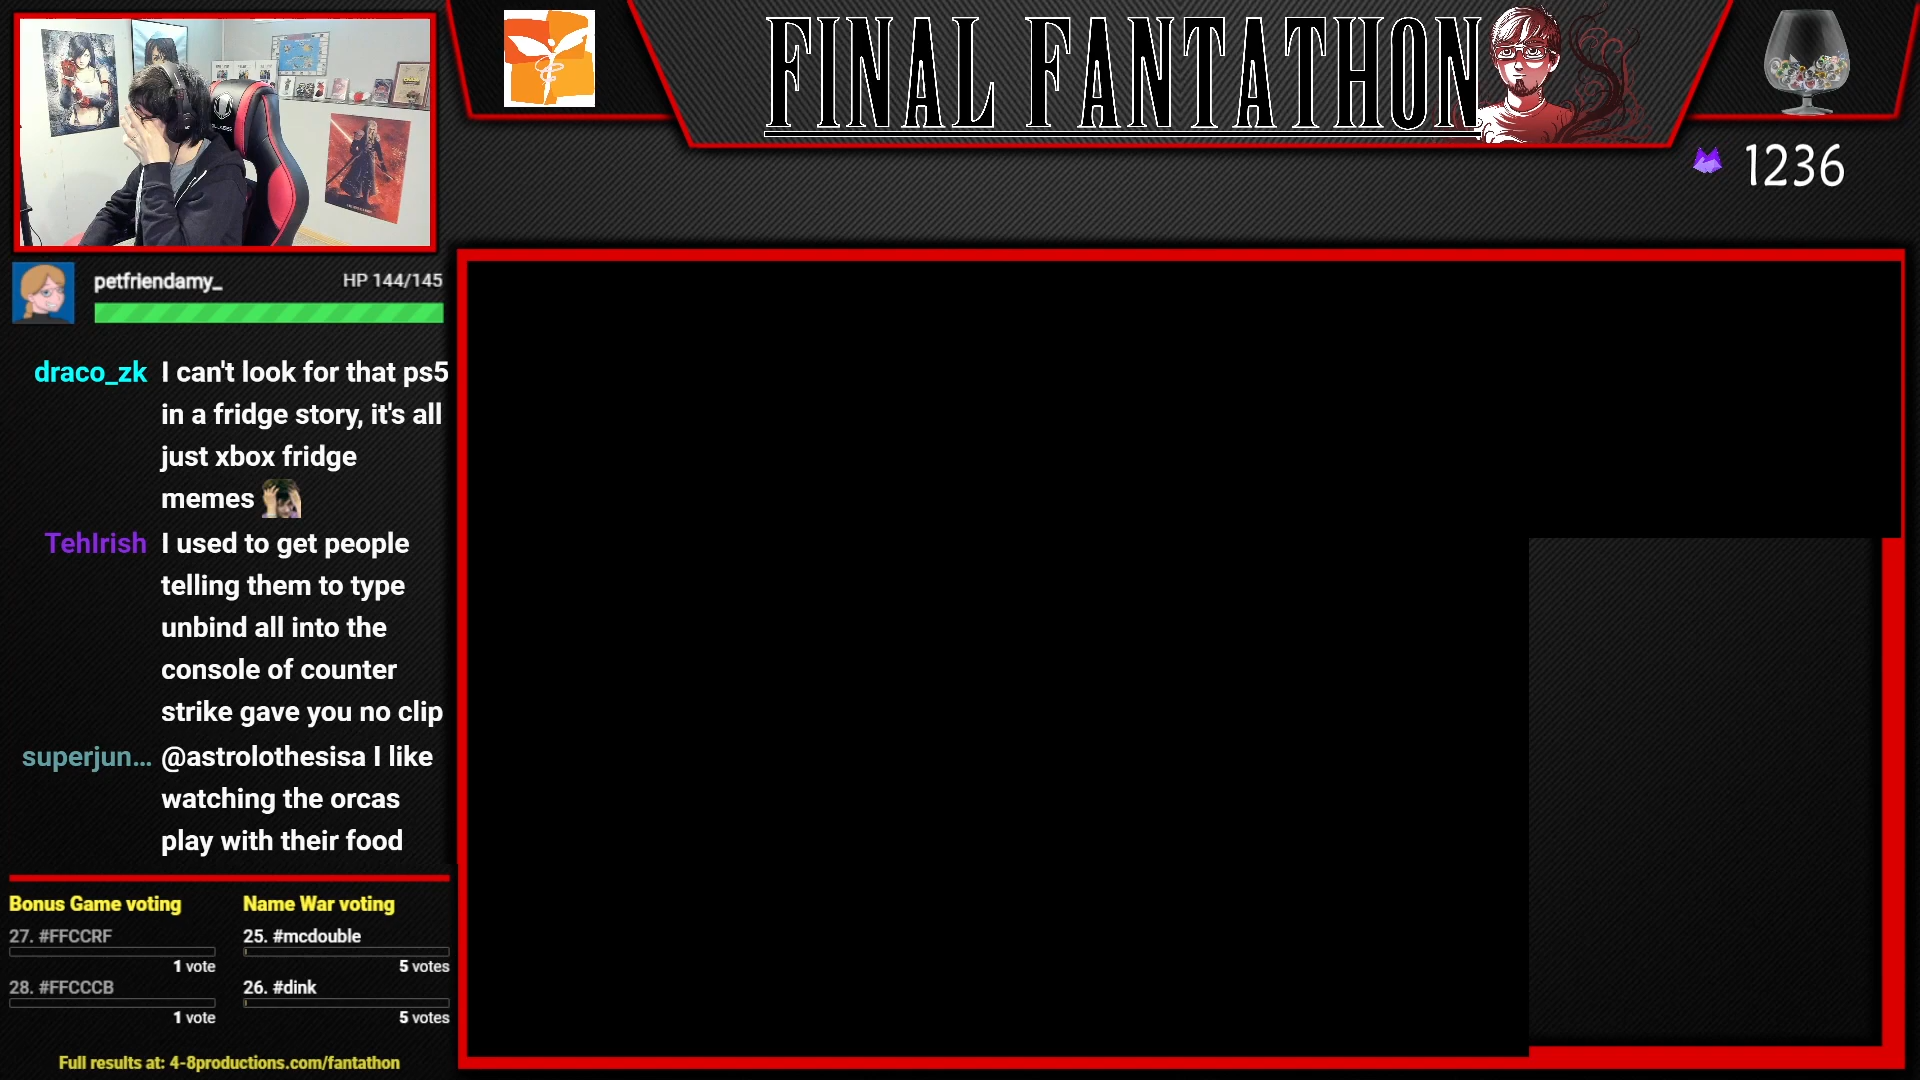 FINAL FANTATHON
1236
petfriendamy_
HP 144/145
draco_zk I can't look for that ps5
in a fridge story, it's all
just xbox fridge
memes
TehIrish I used to get people
telling them to type
unbind all into the
console of counter
strike gave you no clip
superjun... @astrolothesisa I like
watching the orcas
play with their food
Bonus Game voting
27. #FFCCRF
1 vote
28. #FFCCCB
1 vote
Name War voting
25. #mcdouble
5 votes
26. #dink
5 votes
Full results at: 4-8productions.com/fantathon